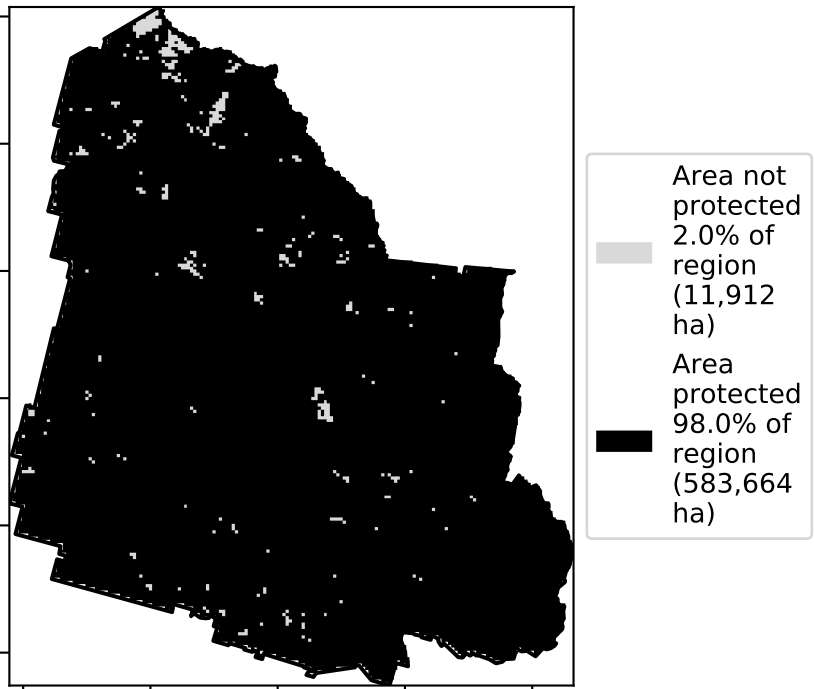 Area not
protected
2.0% of
region
(11,912
ha)
Area
protected
98.0% of
region
(583,664
ha)